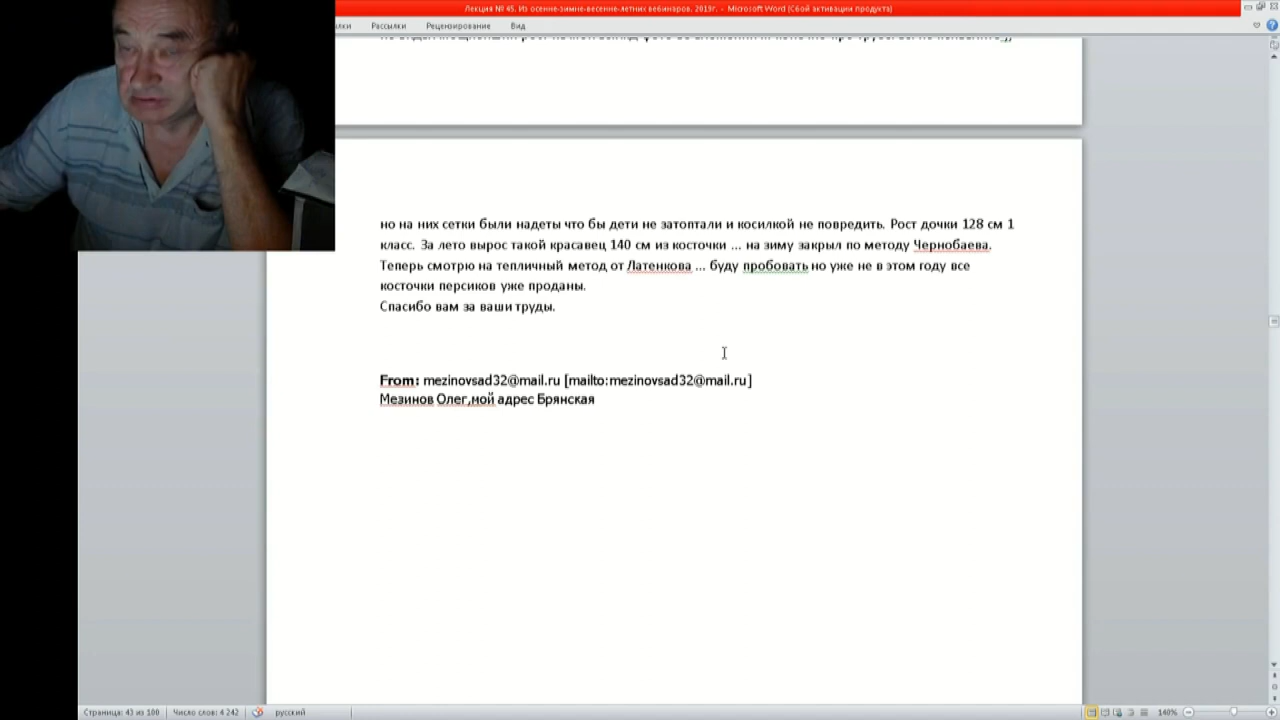 Лекция № 45. Из осенне-зимне-весенне-летних вебинаров. 2019г. - Microsoft Word (Сбой активации продукта)
Рассылки Рецензирование Вид
но на них сетки были надеты что бы дети не затоптали и косилкой не повредить. Рост дочки 128 см 1
класс. За лето вырос такой красавец 140 см из косточки ... на зиму закрыл по методу Чернобаева.
Теперь смотрю на тепличный метод от Латенкова ... буду пробовать но уже не в этом году все
косточки персиков уже проданы.
Спасибо вам за ваши труды.
From: mezinovsad32@mail.ru [mailto:mezinovsad32@mail.ru]
Мезинов Олег,мой адрес Брянская
Страница: 43 из 100 Число слов: 4 242 русский 140%